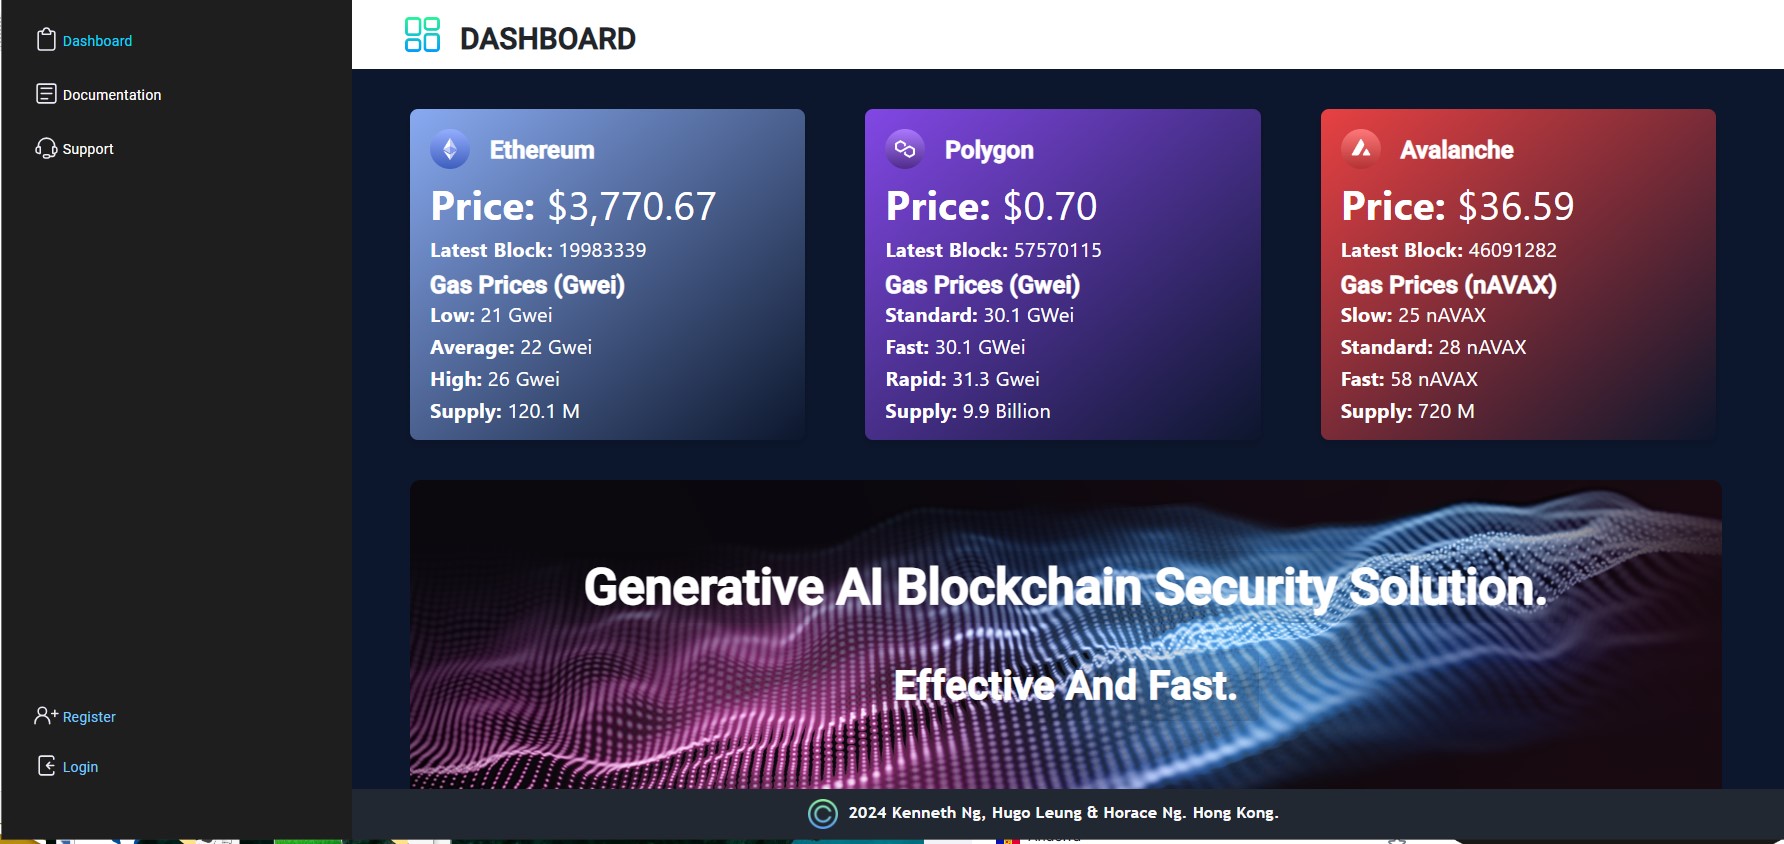 Dashboard
Documentation
Support
Register
Login
DASHBOARD
Ethereum
Price: $3,770.67
Latest Block: 19983339
Gas Prices (Gwei)
Low: 21 Gwei
Average: 22 Gwei
High: 26 Gwei
Supply: 120.1 M
Polygon
Price: $0.70
Latest Block: 57570115
Gas Prices (Gwei)
Standard: 30.1 GWei
Fast: 30.1 GWei
Rapid: 31.3 Gwei
Supply: 9.9 Billion
Avalanche
Price: $36.59
Latest Block: 46091282
Gas Prices (nAVAX)
Slow: 25 nAVAX
Standard: 28 nAVAX
Fast: 58 nAVAX
Supply: 720 M
Generative AI Blockchain Security Solution.
Effective And Fast.
© 2024 Kenneth Ng, Hugo Leung & Horace Ng. Hong Kong.